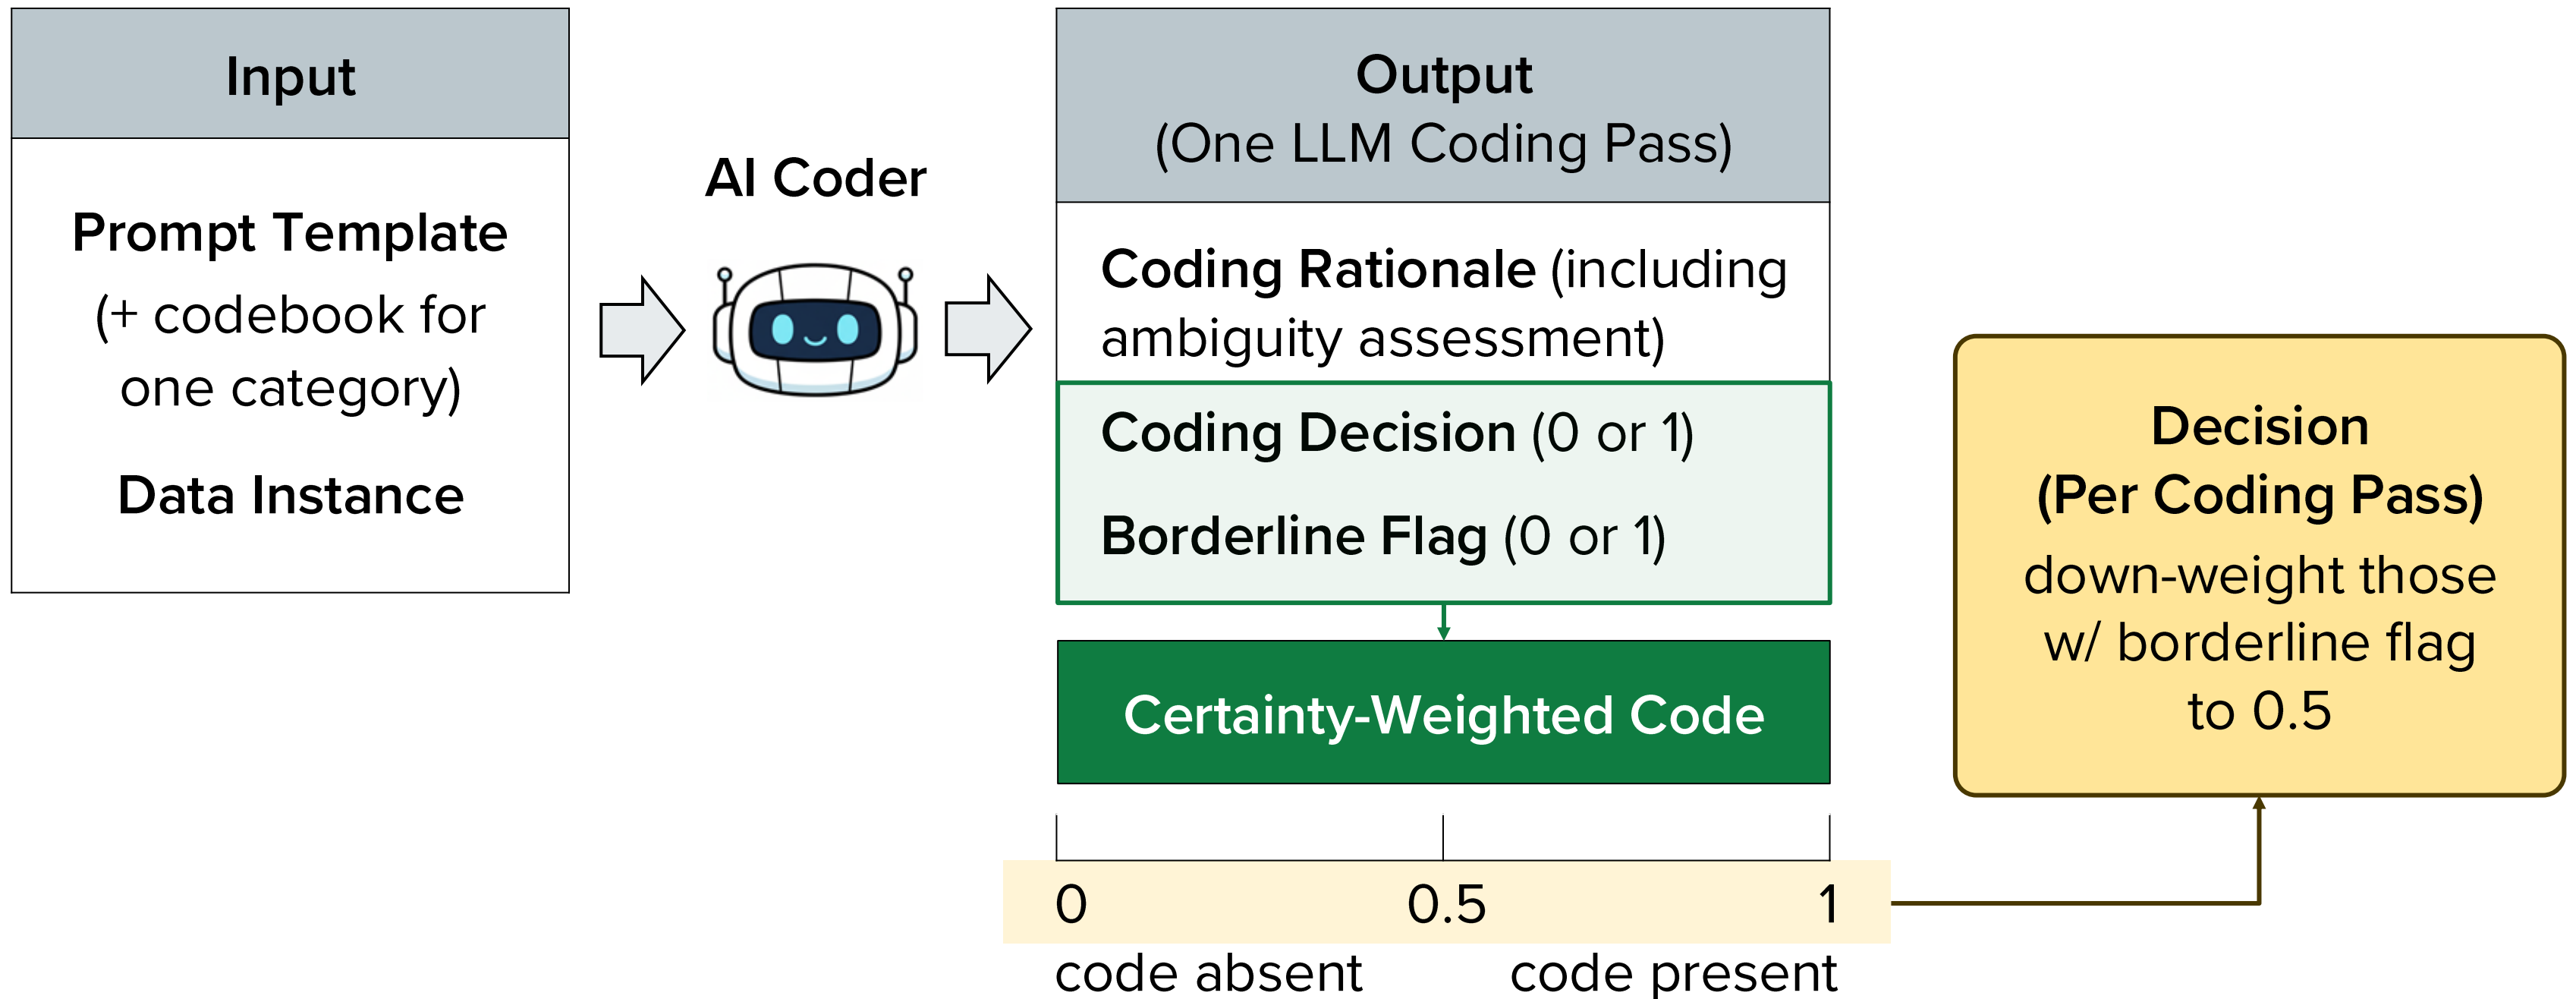 Input
Prompt Template
(+ codebook for
one category)
Data Instance
AI Coder
Output
(One LLM Coding Pass)
Coding Rationale (including
ambiguity assessment)
Coding Decision (0 or 1)
Borderline Flag (0 or 1)
Certainty-Weighted Code
0 0.5 1
code absent code present
Decision
(Per Coding Pass)
down-weight those
w/ borderline flag
to 0.5